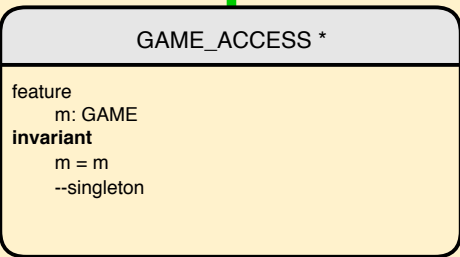 GAME_ACCESS *
feature
m: GAME
invariant
m = m
--singleton